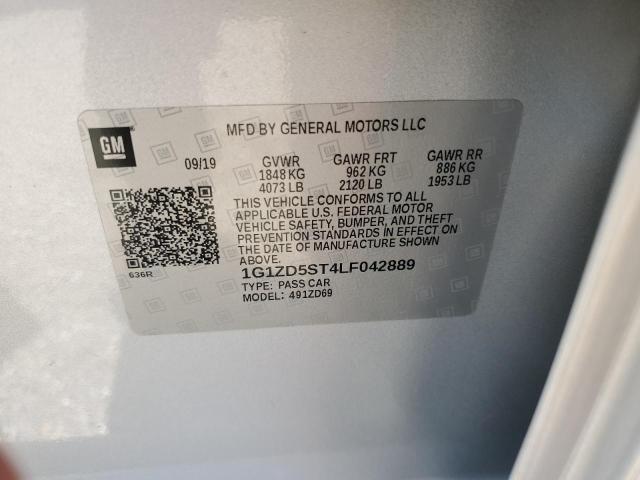 GM
MFD BY GENERAL MOTORS LLC
09/19 GVWR GAWR FRT GAWR RR
1848 KG 962 KG 886 KG
4073 LB 2120 LB 1953 LB
THIS VEHICLE CONFORMS TO ALL
APPLICABLE U.S. FEDERAL MOTOR
VEHICLE SAFETY, BUMPER, AND THEFT
PREVENTION STANDARDS IN EFFECT ON
THE DATE OF MANUFACTURE SHOWN
ABOVE.
1G1ZD5ST4LF042889
TYPE: PASS CAR
MODEL: 491ZD69
636R